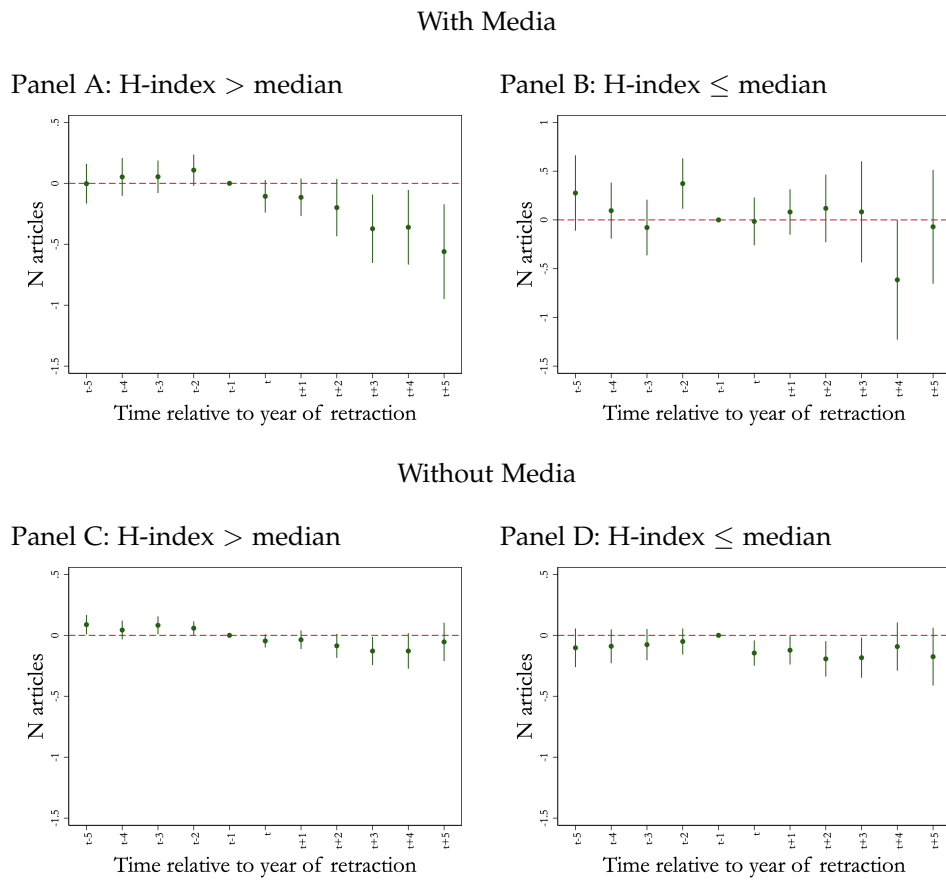 With Media
Panel A: H-index > median
Panel B: H-index ≤ median
N articles
.5
0
-.5
-1
-1.5
t-5 t-4 t-3 t-2 t-1 t t+1 t+2 t+3 t+4 t+5
Time relative to year of retraction
N articles
1
.5
0
-.5
-1
-1.5
t-5 t-4 t-3 t-2 t-1 t t+1 t+2 t+3 t+4 t+5
Time relative to year of retraction
Without Media
Panel C: H-index > median
Panel D: H-index ≤ median
N articles
.5
0
-.5
-1
-1.5
t-5 t-4 t-3 t-2 t-1 t t+1 t+2 t+3 t+4 t+5
Time relative to year of retraction
N articles
.5
0
-.5
-1
-1.5
t-5 t-4 t-3 t-2 t-1 t t+1 t+2 t+3 t+4 t+5
Time relative to year of retraction